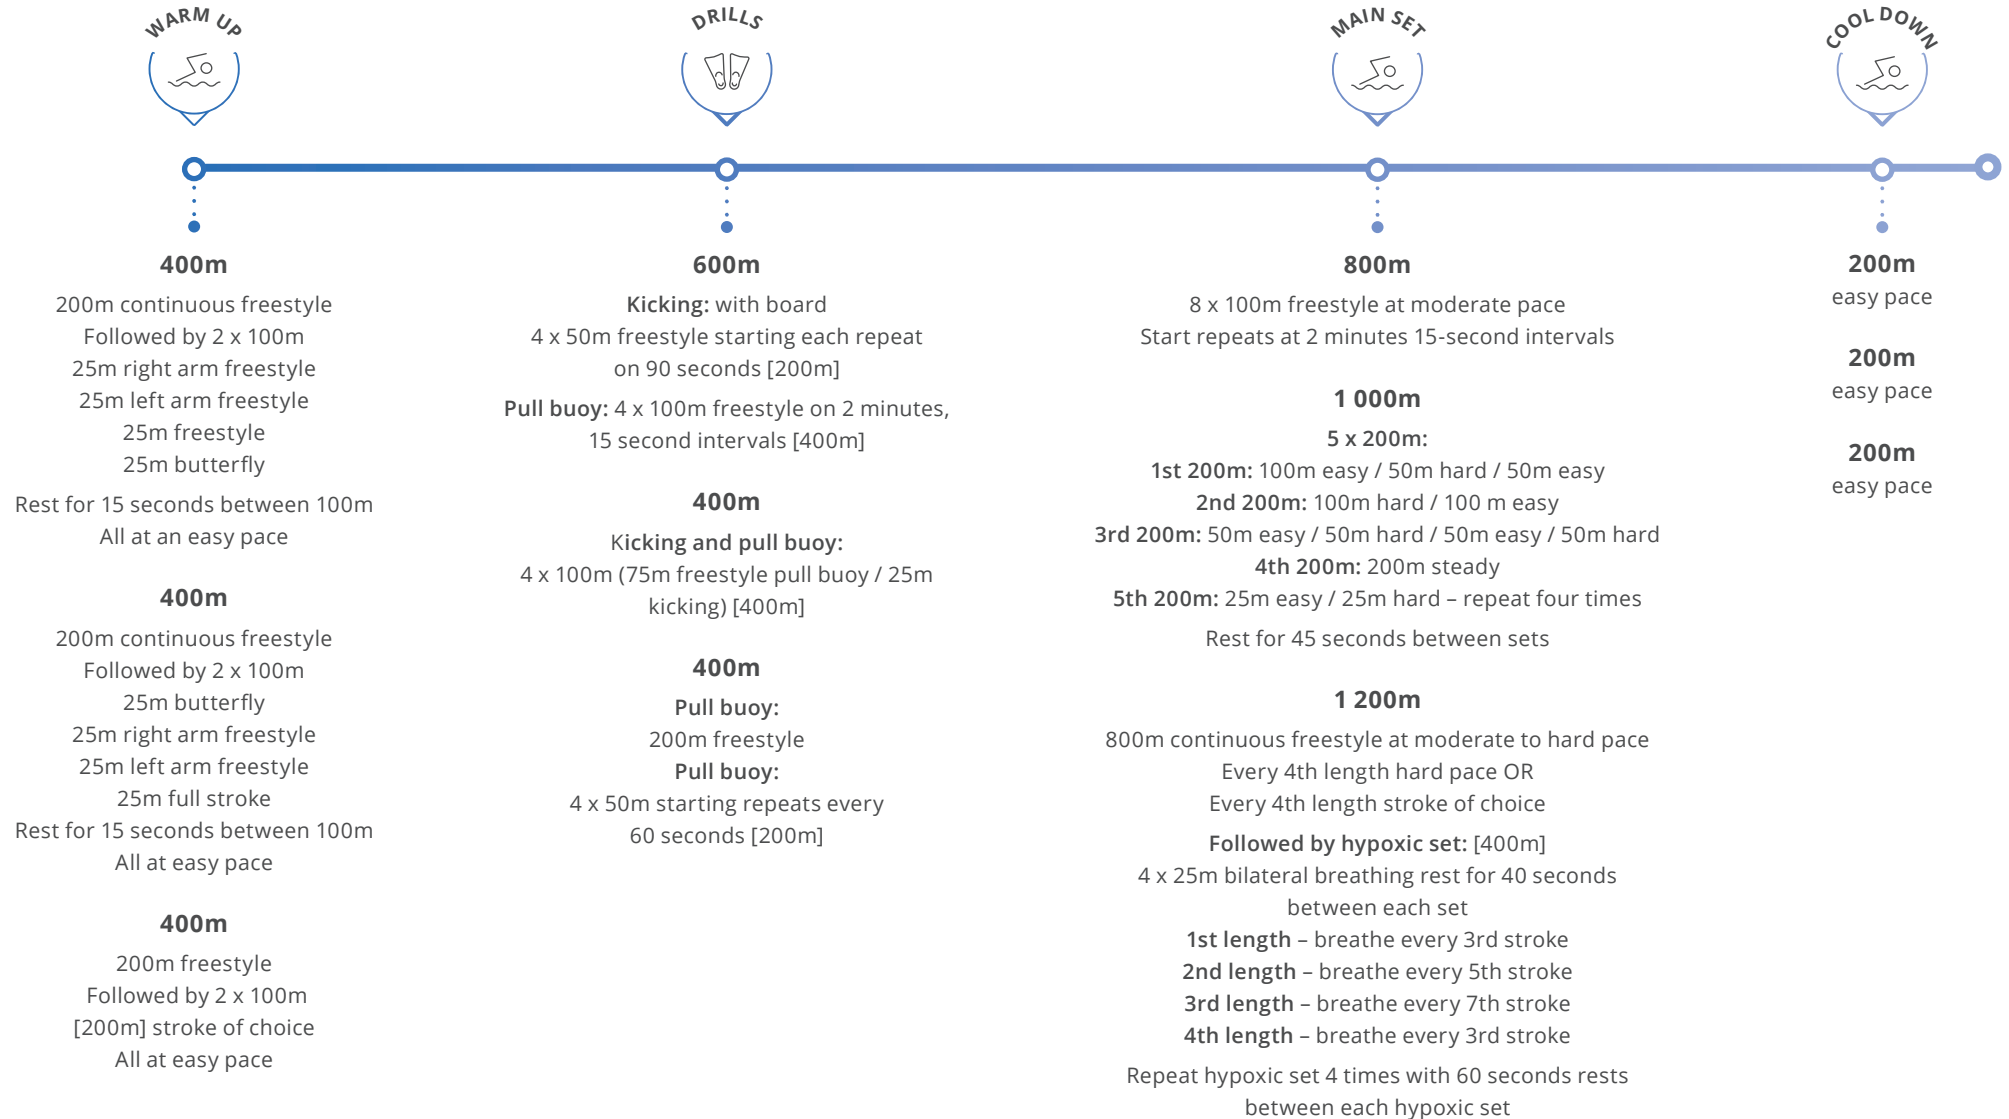 WARM UP
400m
200m continuous freestyle
Followed by 2 x 100m
25m right arm freestyle
25m left arm freestyle
25m freestyle
25m butterfly
Rest for 15 seconds between 100m
All at an easy pace
400m
200m continuous freestyle
Followed by 2 x 100m
25m butterfly
25m right arm freestyle
25m left arm freestyle
25m full stroke
Rest for 15 seconds between 100m
All at easy pace
400m
200m freestyle
Followed by 2 x 100m
[200m] stroke of choice
All at easy pace
DRILLS
600m
Kicking: with board
4 x 50m freestyle starting each repeat
on 90 seconds [200m]
Pull buoy: 4 x 100m freestyle on 2 minutes,
15 second intervals [400m]
400m
Kicking and pull buoy:
4 x 100m (75m freestyle pull buoy / 25m
kicking) [400m]
400m
Pull buoy:
200m freestyle
Pull buoy:
4 x 50m starting repeats every
60 seconds [200m]
MAIN SET
800m
8 x 100m freestyle at moderate pace
Start repeats at 2 minutes 15-second intervals
1 000m
5 x 200m:
1st 200m: 100m easy / 50m hard / 50m easy
2nd 200m: 100m hard / 100 m easy
3rd 200m: 50m easy / 50m hard / 50m easy / 50m hard
4th 200m: 200m steady
5th 200m: 25m easy / 25m hard – repeat four times
Rest for 45 seconds between sets
1 200m
800m continuous freestyle at moderate to hard pace
Every 4th length hard pace OR
Every 4th length stroke of choice
Followed by hypoxic set: [400m]
4 x 25m bilateral breathing rest for 40 seconds
between each set
1st length – breathe every 3rd stroke
2nd length – breathe every 5th stroke
3rd length – breathe every 7th stroke
4th length – breathe every 3rd stroke
Repeat hypoxic set 4 times with 60 seconds rests
between each hypoxic set
COOL DOWN
200m
easy pace
200m
easy pace
200m
easy pace